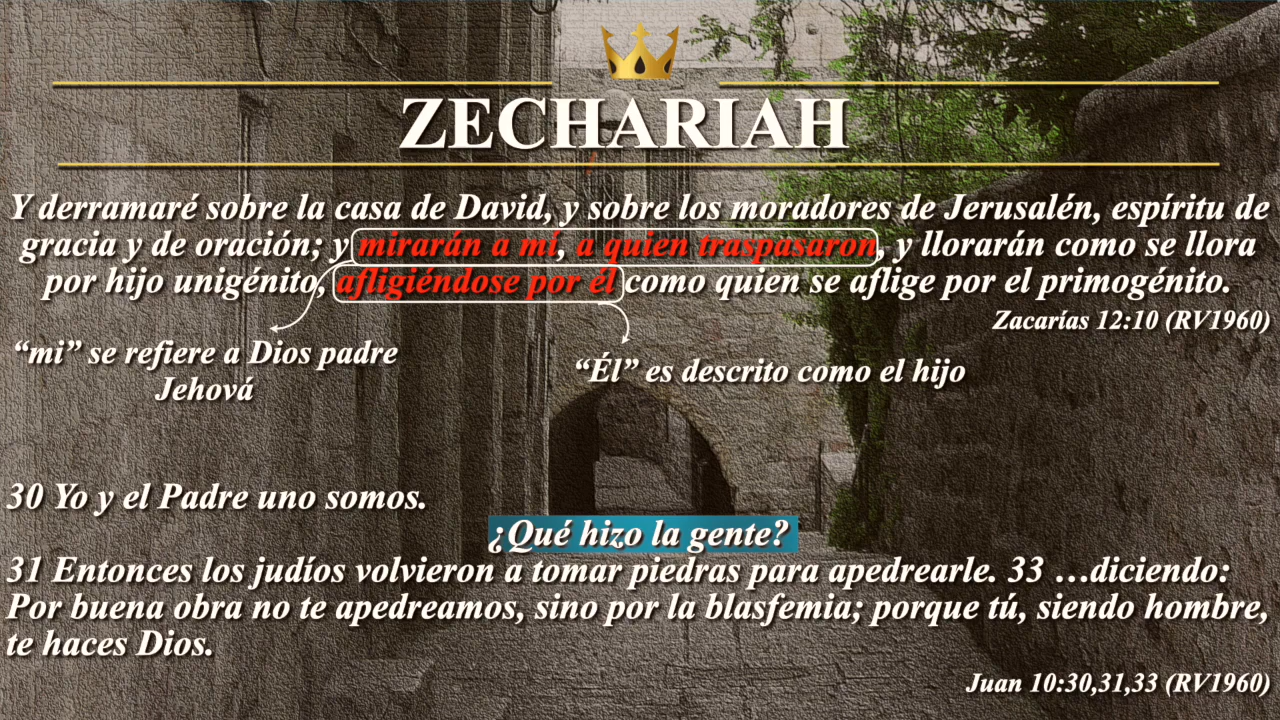 ZECHARIAH
Y derramaré sobre la casa de David, y sobre los moradores de Jerusalén, espíritu de
gracia y de oración; y mirarán a mí, a quien traspasaron, y llorarán como se llora
por hijo unigénito, afligiéndose por él como quien se aflige por el primogénito.
Zacarías 12:10 (RV1960)
“mi” se refiere a Dios padre
Jehová
“Él” es descrito como el hijo
30 Yo y el Padre uno somos.
¿Qué hizo la gente?
31 Entonces los judíos volvieron a tomar piedras para apedrearle. 33 …diciendo:
Por buena obra no te apedreamos, sino por la blasfemia; porque tú, siendo hombre,
te haces Dios.
Juan 10:30,31,33 (RV1960)